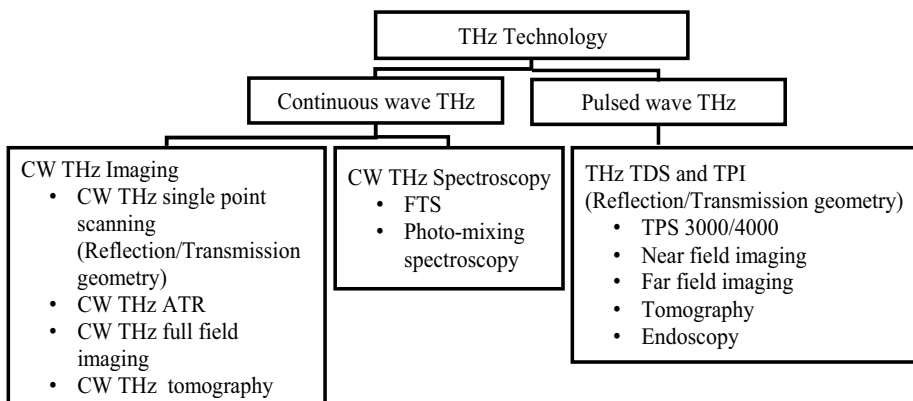 THz Technology
Continuous wave THz
Pulsed wave THz
CW THz Imaging
• CW THz single point
scanning
(Reflection/Transmission
geometry)
• CW THz ATR
• CW THz full field
imaging
• CW THz tomography
CW THz Spectroscopy
• FTS
• Photo-mixing
spectroscopy
THz TDS and TPI
(Reflection/Transmission geometry)
• TPS 3000/4000
• Near field imaging
• Far field imaging
• Tomography
• Endoscopy